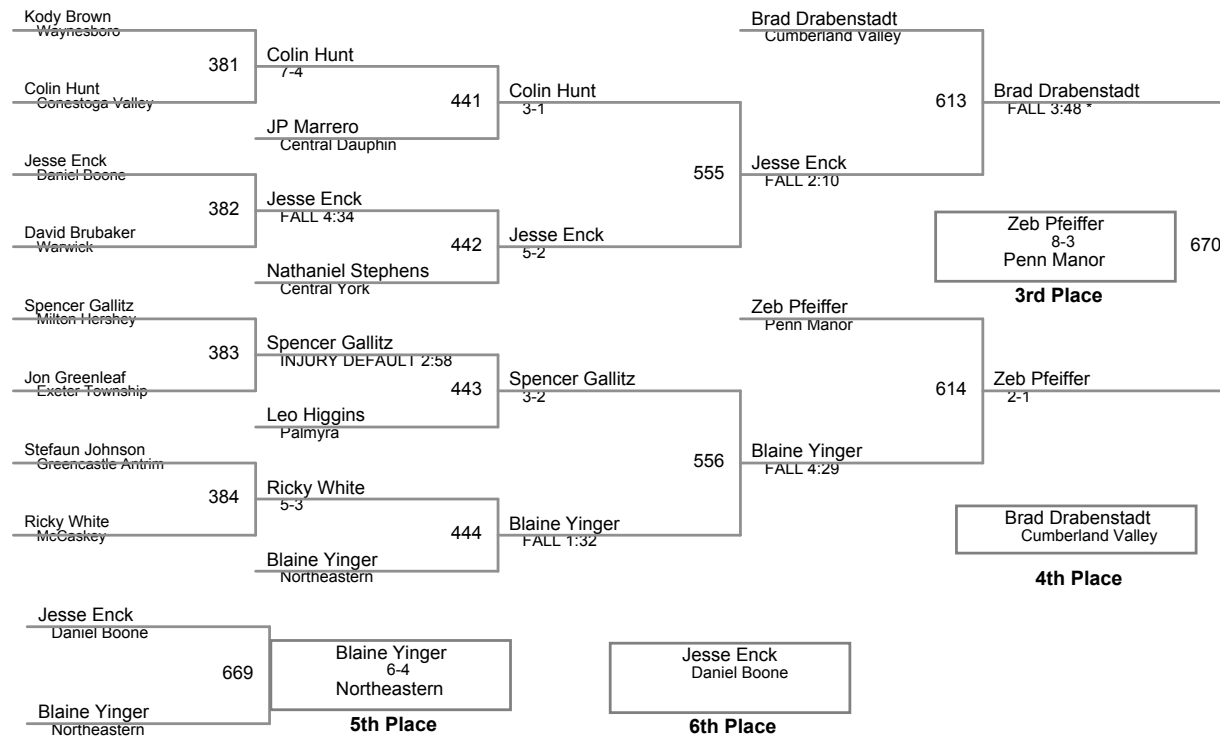 Kody Brown
Waynesboro
381
Colin Hunt
Conestoga Valley
Colin Hunt
7-4
441
JP Marrero
Central Dauphin
Colin Hunt
3-1
Jesse Enck
Daniel Boone
382
David Brubaker
Warwick
Jesse Enck
FALL 4:34
442
Nathaniel Stephens
Central York
Jesse Enck
5-2
555
Spencer Gallitz
Milton Hershey
383
Jon Greenleaf
Exeter Township
Spencer Gallitz
INJURY DEFAULT 2:58
443
Leo Higgins
Palmyra
Spencer Gallitz
3-2
Stefaun Johnson
Greencastle Antrim
384
Ricky White
McCaskey
Ricky White
5-3
444
Blaine Yinger
Northeastern
Blaine Yinger
FALL 1:32
556
Brad Drabenstadt
Cumberland Valley
613
Jesse Enck
FALL 2:10
Brad Drabenstadt
FALL 3:48 *
Zeb Pfeiffer
8-3
Penn Manor
670
3rd Place
Zeb Pfeiffer
Penn Manor
614
Blaine Yinger
FALL 4:29
Zeb Pfeiffer
2-1
Brad Drabenstadt
Cumberland Valley
4th Place
Jesse Enck
Daniel Boone
669
Blaine Yinger
Northeastern
Blaine Yinger
6-4
Northeastern
5th Place
Jesse Enck
Daniel Boone
6th Place